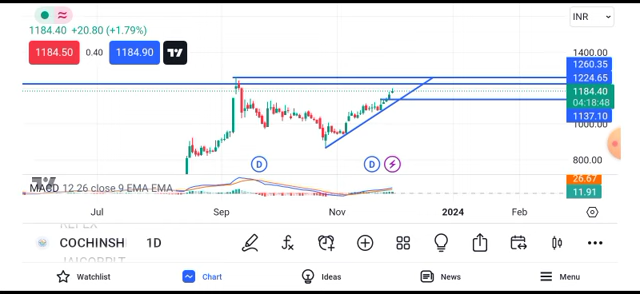 1184.40 +20.80 (+1.79%)
INR
1184.50 0.40 1184.90
1400.00
1260.35
1224.65
1184.40
04:18:48
1137.10
1000.00
800.00
D D
MACD 12 26 close 9 EMA EMA
26.67
11.91
Jul Sep Nov 2024 Feb
COCHINSH 1D
Watchlist Chart Ideas News Menu